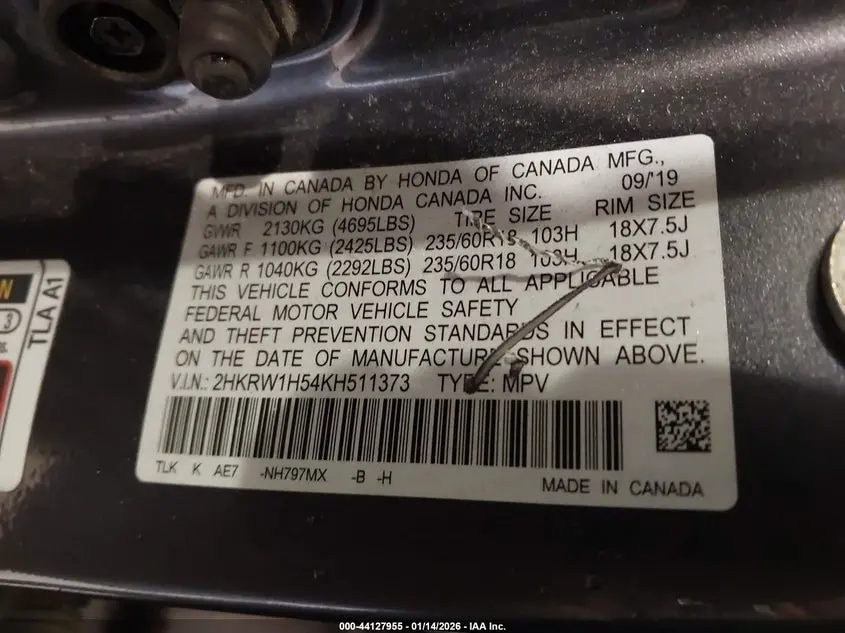 MFD. IN CANADA BY HONDA OF CANADA MFG.,
A DIVISION OF HONDA CANADA INC. 09/'19
GVWR 2130KG (4695LBS) TIRE SIZE RIM SIZE
GAWR F 1100KG (2425LBS) 235/60R18 103H 18X7.5J
GAWR R 1040KG (2292LBS) 235/60R18 103H 18X7.5J
THIS VEHICLE CONFORMS TO ALL APPLICABLE
FEDERAL MOTOR VEHICLE SAFETY
AND THEFT PREVENTION STANDARDS IN EFFECT
ON THE DATE OF MANUFACTURE SHOWN ABOVE.
V.I.N.: 2HKRW1H54KH511373 TYPE: MPV
TLK K AE7 -NH797MX -B -H
MADE IN CANADA
TLA A1
3
000-44127955 - 01/14/2026 - IAA Inc.